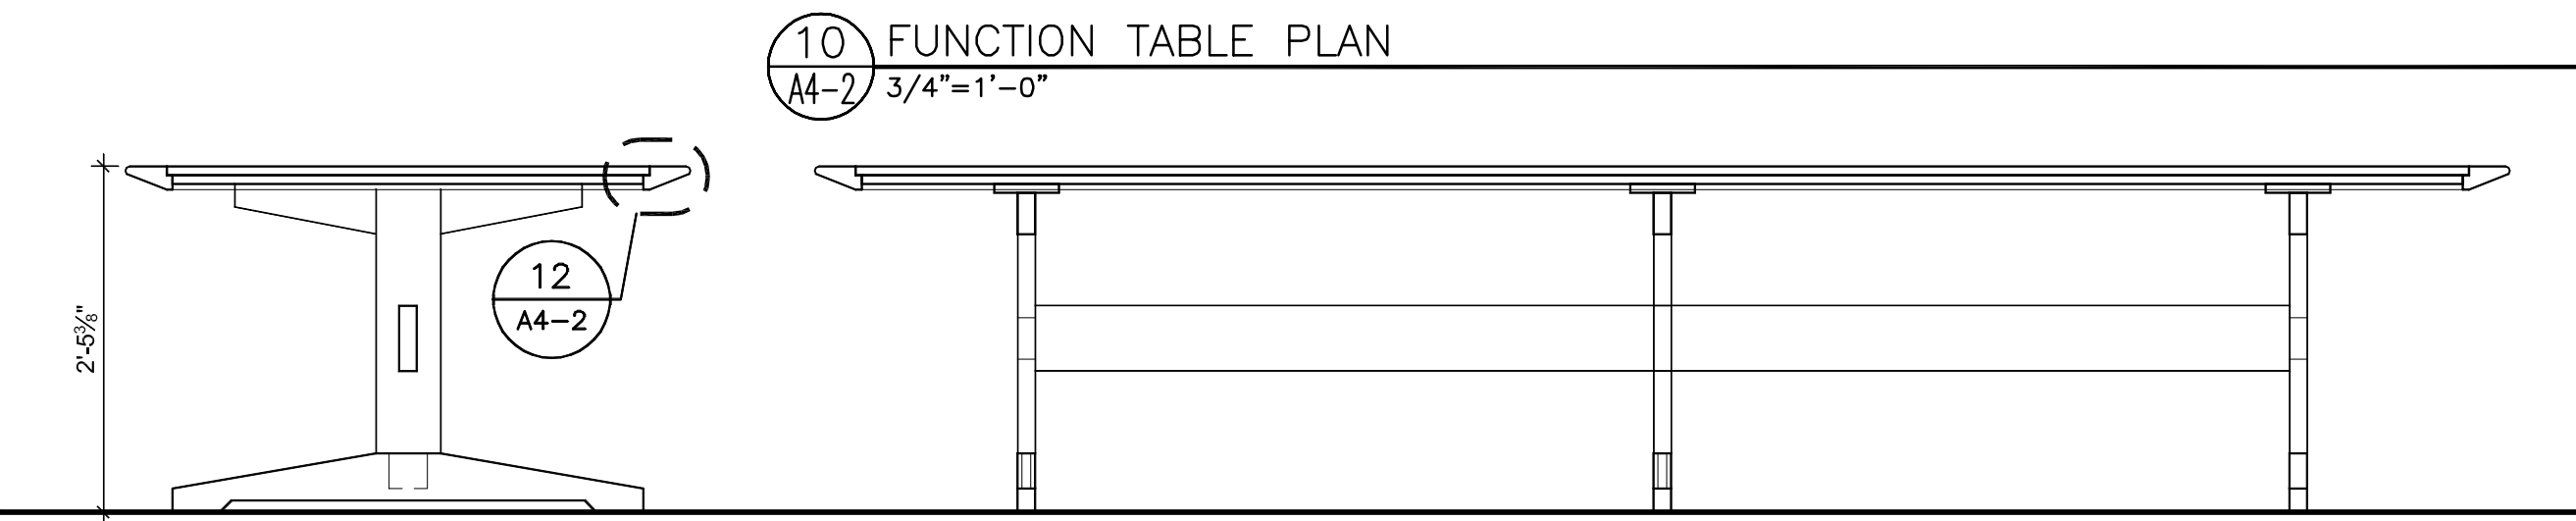 10 FUNCTION TABLE PLAN
A4-2 3/4"=1'-0"
12
A4-2
2'-5⅜"